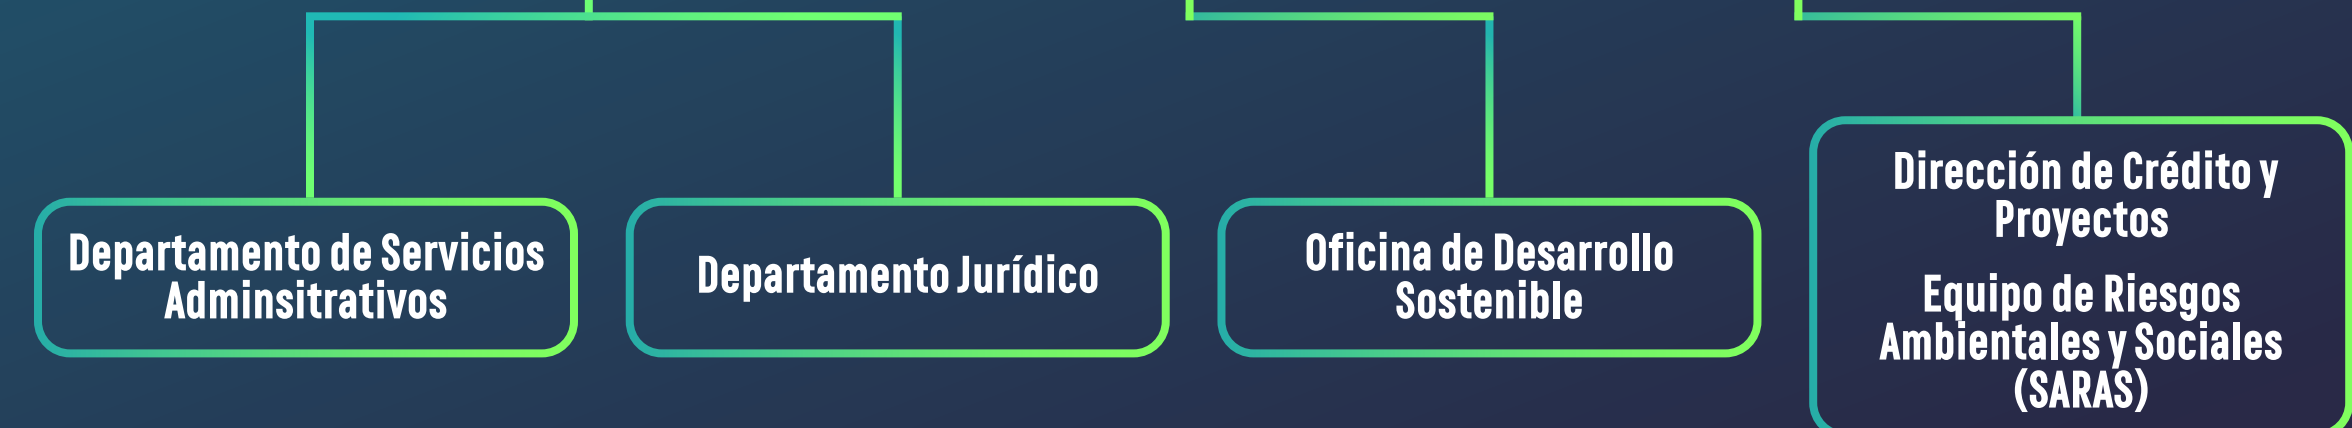 Departamento de Servicios
Adminsitrativos
Departamento Jurídico
Oficina de Desarrollo
Sostenible
Dirección de Crédito y
Proyectos
Equipo de Riesgos
Ambientales y Sociales
(SARAS)